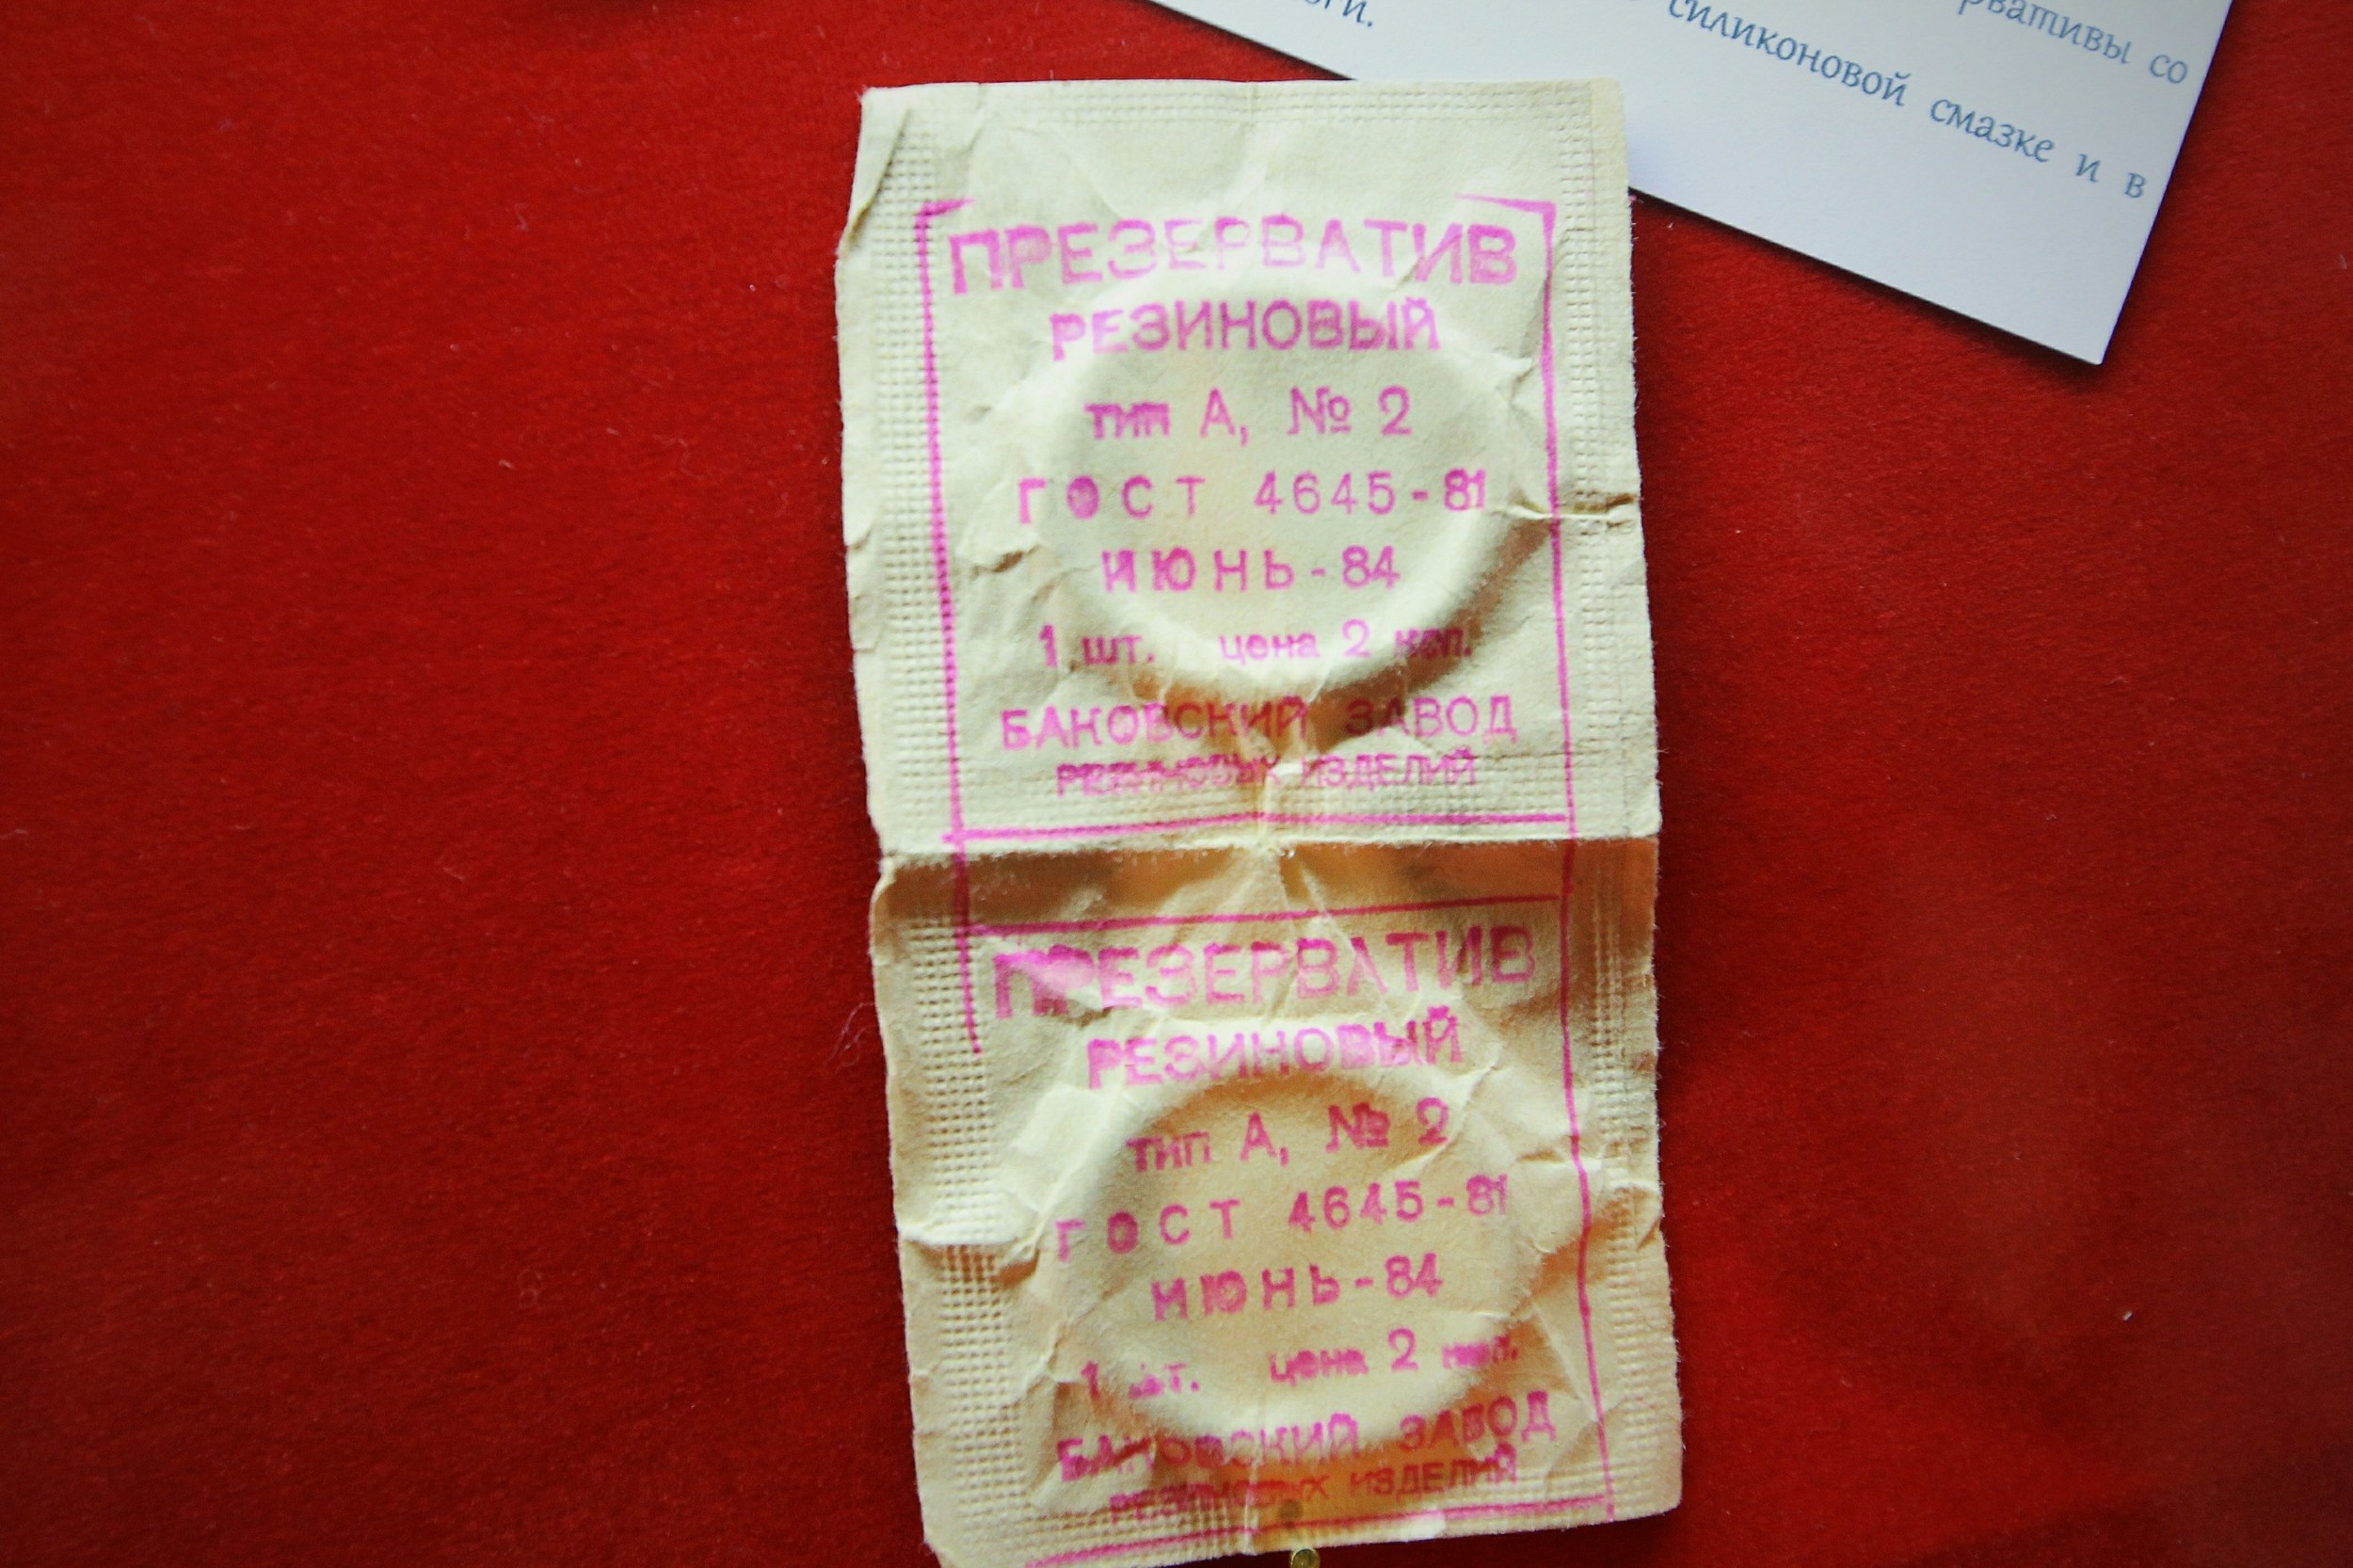 рвативы со
силиконовой смазке и в
ПРЕЗЕРВАТИВ
РЕЗИНОВЫЙ
тип А, № 2
ГОСТ 4645-81
ИЮНЬ-84
1 шт. цена 2 коп.
БАКОВСКИЙ ЗАВОД
РЕЗИНОВЫХ ИЗДЕЛИЙ
ПРЕЗЕРВАТИВ
РЕЗИНОВЫЙ
тип А, № 2
ГОСТ 4645-81
ИЮНЬ-84
1 шт. цена 2 коп.
БАКОВСКИЙ ЗАВОД
РЕЗИНОВЫХ ИЗДЕЛИЙ